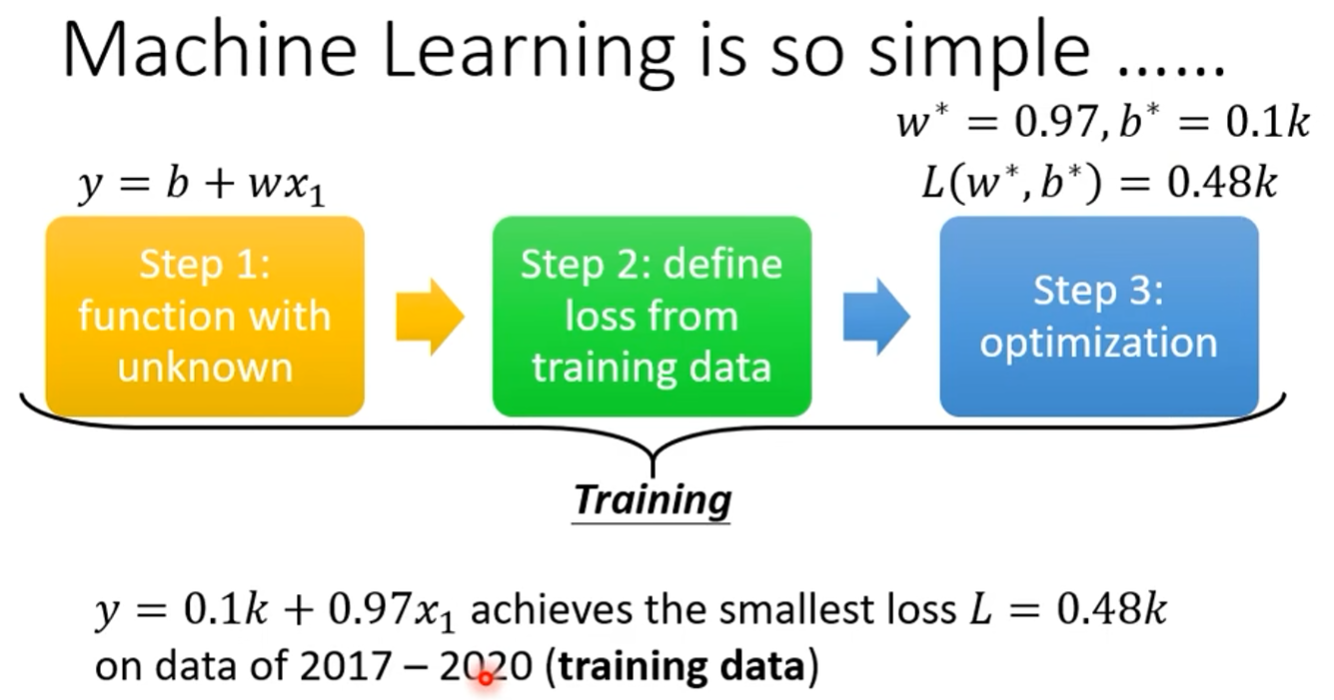 Machine Learning is so simple ……
w* = 0.97, b* = 0.1k
y = b + wx₁
L(w*, b*) = 0.48k
Step 1:
function with
unknown
Step 2: define
loss from
training data
Step 3:
optimization
Training
y = 0.1k + 0.97x₁ achieves the smallest loss L = 0.48k
on data of 2017 – 2020 (training data)